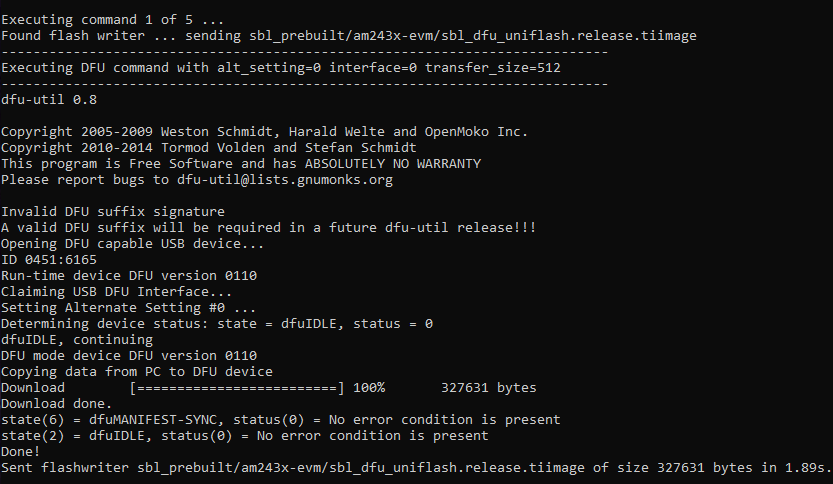 Executing command 1 of 5 ...
Found flash writer ... sending sbl_prebuilt/am243x-evm/sbl_dfu_uniflash.release.tiimage
----------------------------------------------------------------------------
Executing DFU command with alt_setting=0 interface=0 transfer_size=512
----------------------------------------------------------------------------
dfu-util 0.8
Copyright 2005-2009 Weston Schmidt, Harald Welte and OpenMoko Inc.
Copyright 2010-2014 Tormod Volden and Stefan Schmidt
This program is Free Software and has ABSOLUTELY NO WARRANTY
Please report bugs to dfu-util@lists.gnumonks.org
Invalid DFU suffix signature
A valid DFU suffix will be required in a future dfu-util release!!!
Opening DFU capable USB device...
ID 0451:6165
Run-time device DFU version 0110
Claiming USB DFU Interface...
Setting Alternate Setting #0 ...
Determining device status: state = dfuIDLE, status = 0
dfuIDLE, continuing
DFU mode device DFU version 0110
Copying data from PC to DFU device
Download        [=========================] 100%       327631 bytes
Download done.
state(6) = dfuMANIFEST-SYNC, status(0) = No error condition is present
state(2) = dfuIDLE, status(0) = No error condition is present
Done!
Sent flashwriter sbl_prebuilt/am243x-evm/sbl_dfu_uniflash.release.tiimage of size 327631 bytes in 1.89s.